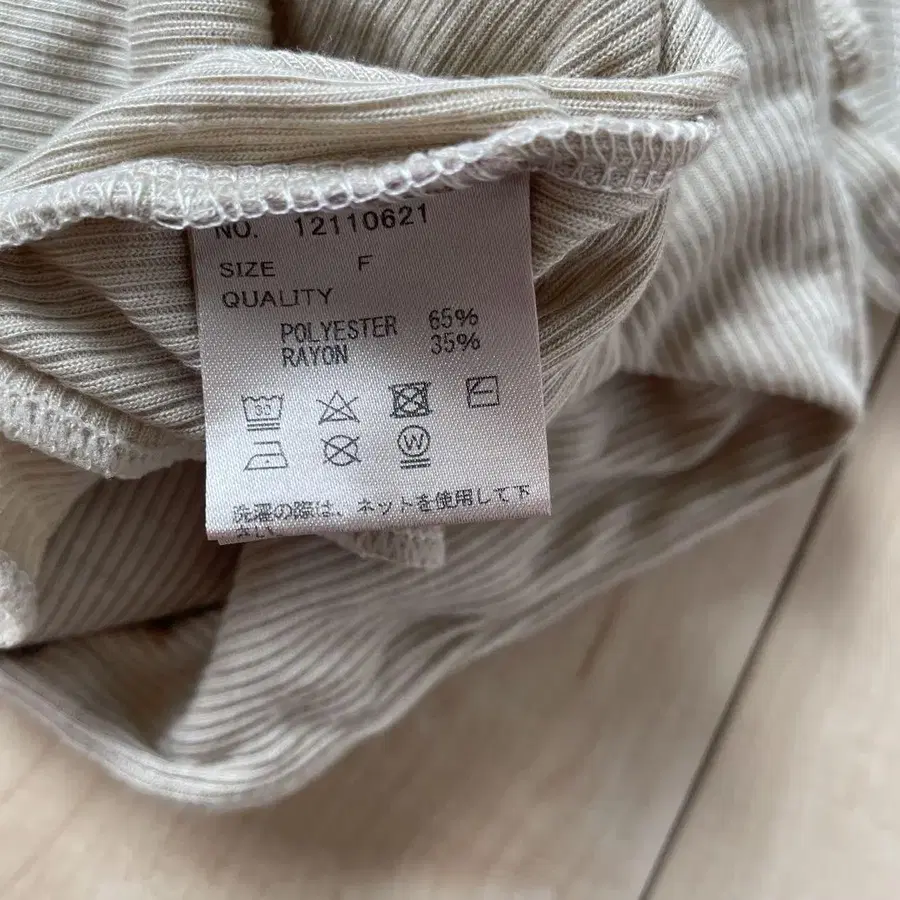 NO. 12110621
SIZE F
QUALITY
POLYESTER 65%
RAYON 35%
30
W
洗濯の際は、ネットを使用して下
さい